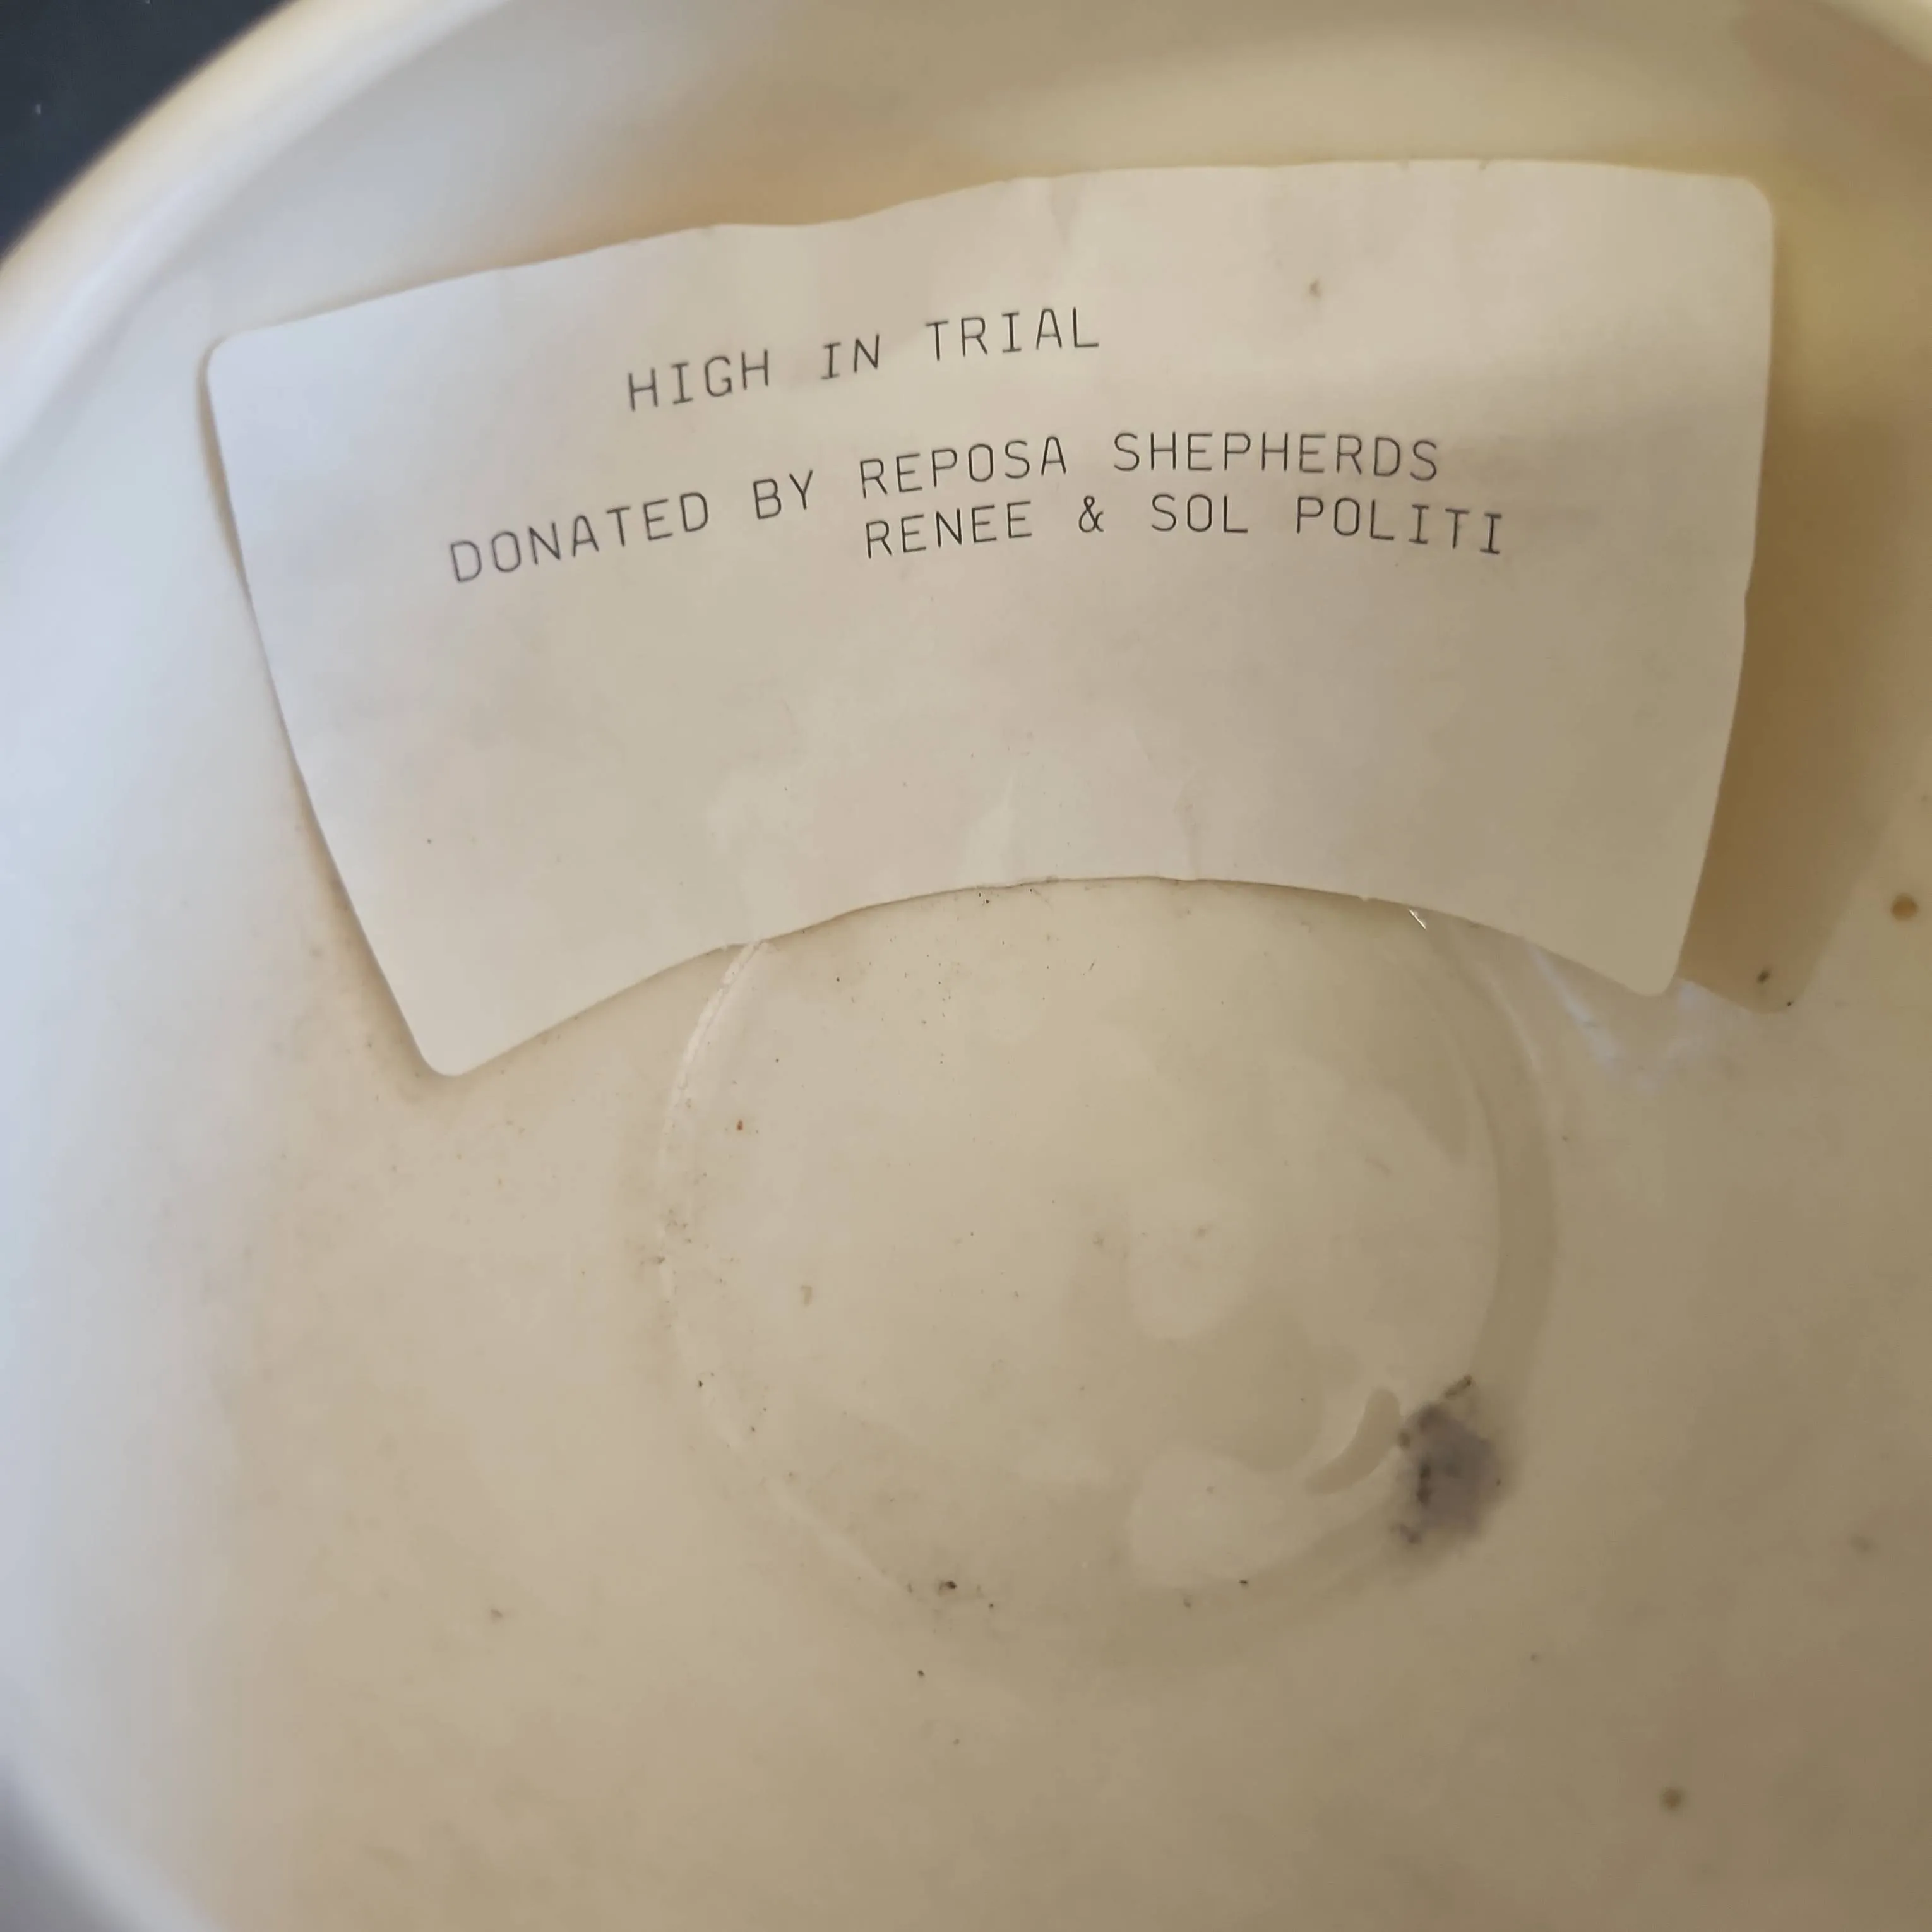 HIGH IN TRIAL
DONATED BY REPOSA SHEPHERDS
RENEE & SOL POLITI